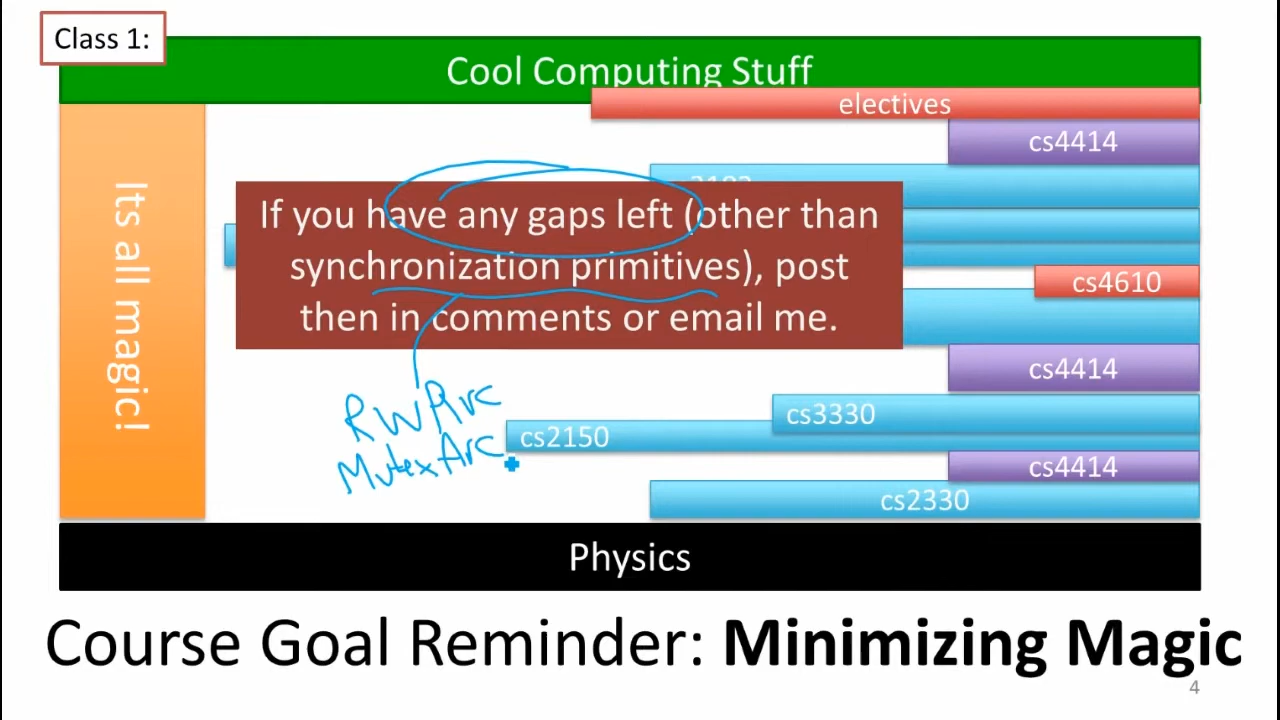 Class 1:
Cool Computing Stuff
electives
cs4414
If you have any gaps left (other than
synchronization primitives), post
then in comments or email me.
cs4610
cs4414
RWArc
MutexArc
cs3330
cs2150
cs4414
cs2330
Its all magic!
Physics
Course Goal Reminder: Minimizing Magic
4